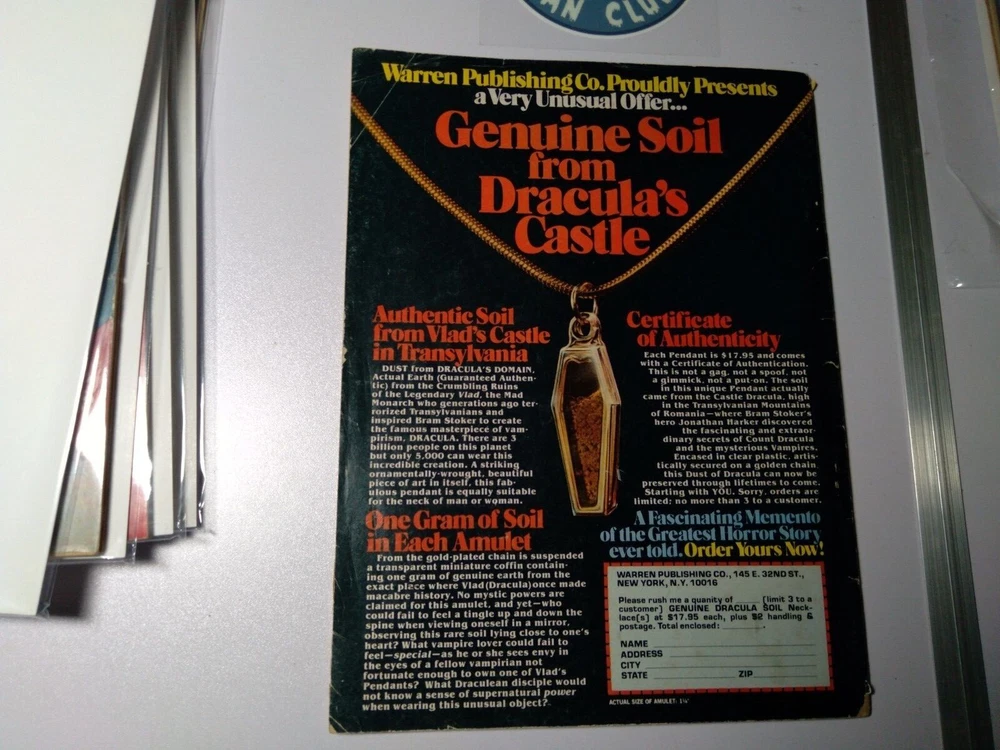 AN CLU
Warren Publishing Co. Prouldly Presents
a Very Unusual Offer...
Genuine Soil
from
Dracula's
Castle
Authentic Soil
from Vlad's Castle
in Transylvania
DUST from DRACULA'S DOMAIN,
Actual Earth (Guaranteed Authen-
tic) from the Crumbling Ruins
of the Legendary Vlad, the Mad
Monarch who generations ago ter-
rorized Transylvanians and
inspired Bram Stoker to create
the famous masterpiece of vam-
pirism, DRACULA. There are 3
billion people on this planet
but only 5,000 can wear this
incredible creation. A striking
ornamentally-wrought, beautiful
piece of art in itself, this fab-
ulous pendant is equally suitable
for the neck of man or woman.
One Gram of Soil
in Each Amulet
From the gold-plated chain is suspended
a transparent miniature coffin contain-
ing one gram of genuine earth from the
exact place where Vlad (Dracula) once made
macabre history. No mystic powers are
claimed for this amulet, and yet—who
could fail to feel a tingle up and down the
spine when viewing oneself in a mirror,
observing this rare soil lying close to one's
heart? What vampire lover could fail to
feel—special—as he or she sees envy in
the eyes of a fellow vampirian not
fortunate enough to own one of Vlad's
Pendants? What Draculean disciple would
not know a sense of supernatural power
when wearing this unusual object?
Certificate
of Authenticity
Each Pendant is $17.95 and comes
with a Certificate of Authentication.
This is not a gag, not a spoof, not
a gimmick, not a put-on. The soil
in this unique Pendant actually
came from the Castle Dracula, high
in the Transylvanian Mountains
of Romania—where Bram Stoker's
hero Jonathan Harker discovered
the fascinating and extraor-
dinary secrets of Count Dracula
and the mysterious Vampires.
Encased in clear plastic, artis-
tically secured on a golden chain,
this Dust of Dracula can now be
preserved through lifetimes to come.
Starting with YOU. Sorry, orders are
limited; no more than 3 to a customer.
A Fascinating Memento
of the Greatest Horror Story
ever told. Order Yours Now!
WARREN PUBLISHING CO., 145 E. 32ND ST.,
NEW YORK, N.Y. 10016
Please rush me a quanity of ____ [limit 3 to a
customer] GENUINE DRACULA SOIL Neck-
lace[s] at $17.95 each, plus $2 handling &
postage. Total enclosed: ______.
NAME
ADDRESS
CITY
STATE ZIP
ACTUAL SIZE OF AMULET: 1¼"